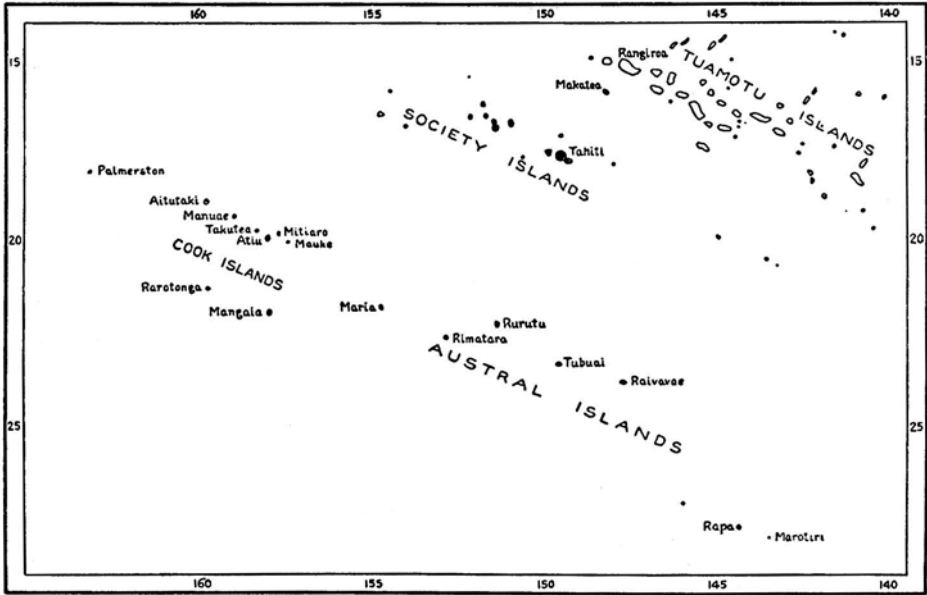 160 155 150 145 140
15 15
Rangiroa
TUAMOTU ISLANDS
Makatea
SOCIETY ISLANDS
Tahiti
Palmerston
Aitutaki
Manuae
Takutea
Mitiaro
20 Atiu 20
Mauke
COOK ISLANDS
Rarotonga
Mangaia
Maria
Rurutu
Rimatara
Tubuai
Raivavae
AUSTRAL ISLANDS
25 25
Rapa
Marotiri
160 155 150 145 140